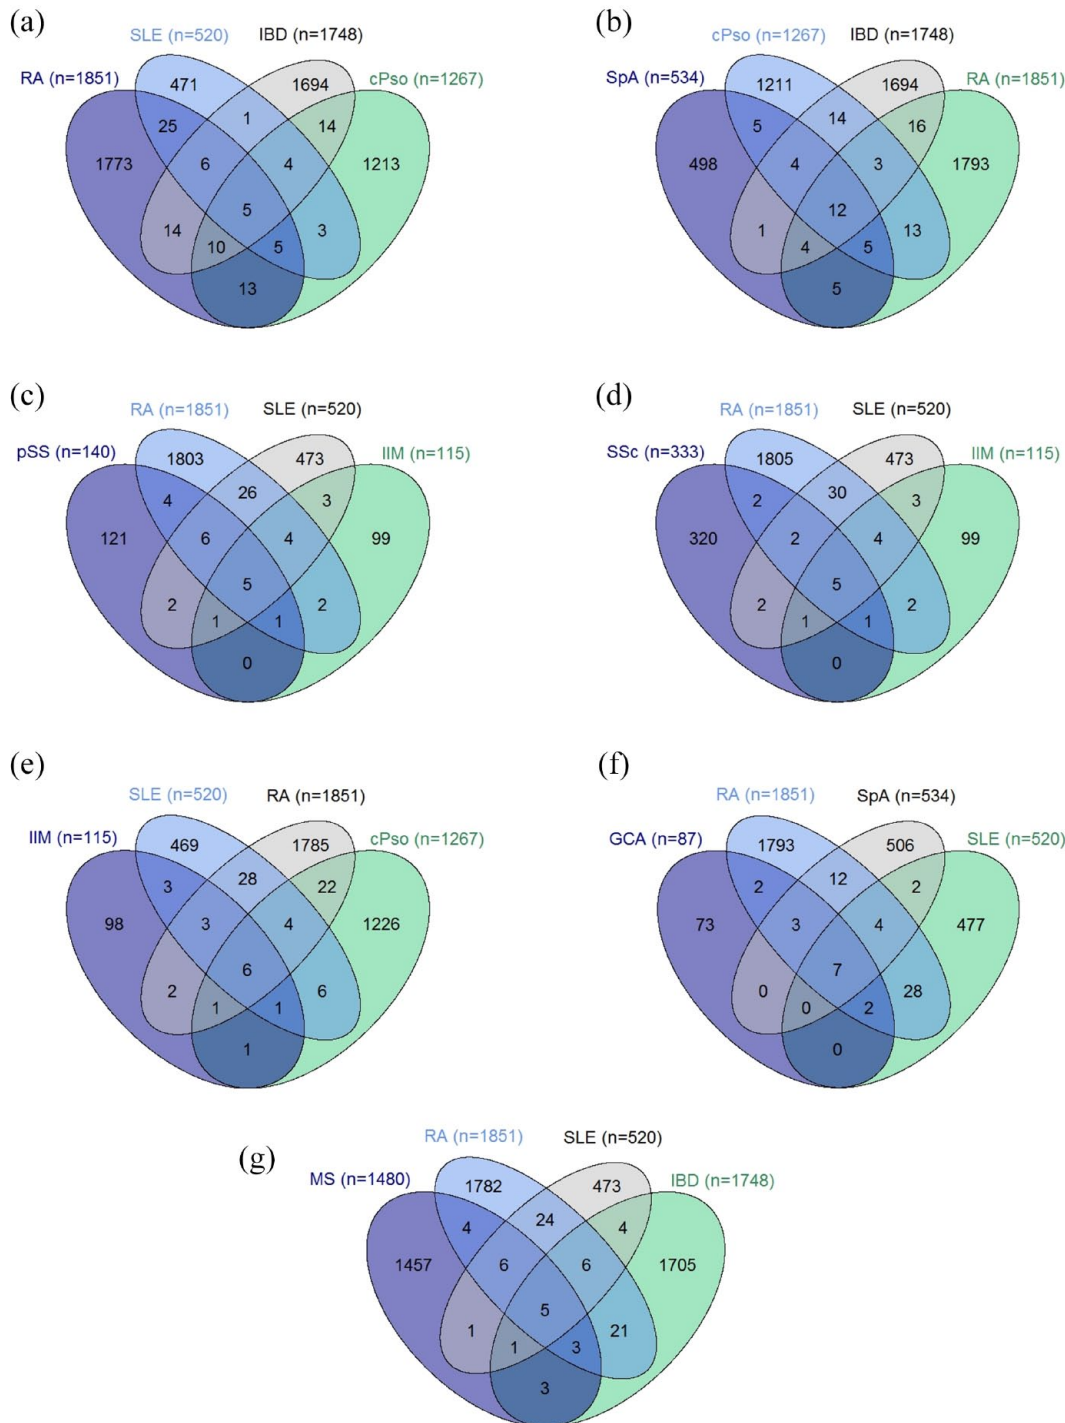 (a)
SLE (n=520) IBD (n=1748)
RA (n=1851) cPso (n=1267)
471 1694
25 1 14
1773 6 4 1213
5
14 10 5 3
13
(b)
cPso (n=1267) IBD (n=1748)
SpA (n=534) RA (n=1851)
1211 1694
5 14 16
498 4 3 1793
12
1 4 5 13
5
(c)
RA (n=1851) SLE (n=520)
pSS (n=140) IIM (n=115)
1803 473
4 26 3
121 6 4 99
5
2 1 1 2
0
(d)
RA (n=1851) SLE (n=520)
SSc (n=333) IIM (n=115)
1805 473
2 30 3
320 2 4 99
5
2 1 1 2
0
(e)
SLE (n=520) RA (n=1851)
IIM (n=115) cPso (n=1267)
469 1785
3 28 22
98 3 4 1226
6
2 1 1 6
1
(f)
RA (n=1851) SpA (n=534)
GCA (n=87) SLE (n=520)
1793 506
2 12 2
73 3 4 477
7
0 0 2 28
0
(g)
RA (n=1851) SLE (n=520)
MS (n=1480) IBD (n=1748)
1782 473
4 24 4
1457 6 6 1705
5
1 1 3 21
3